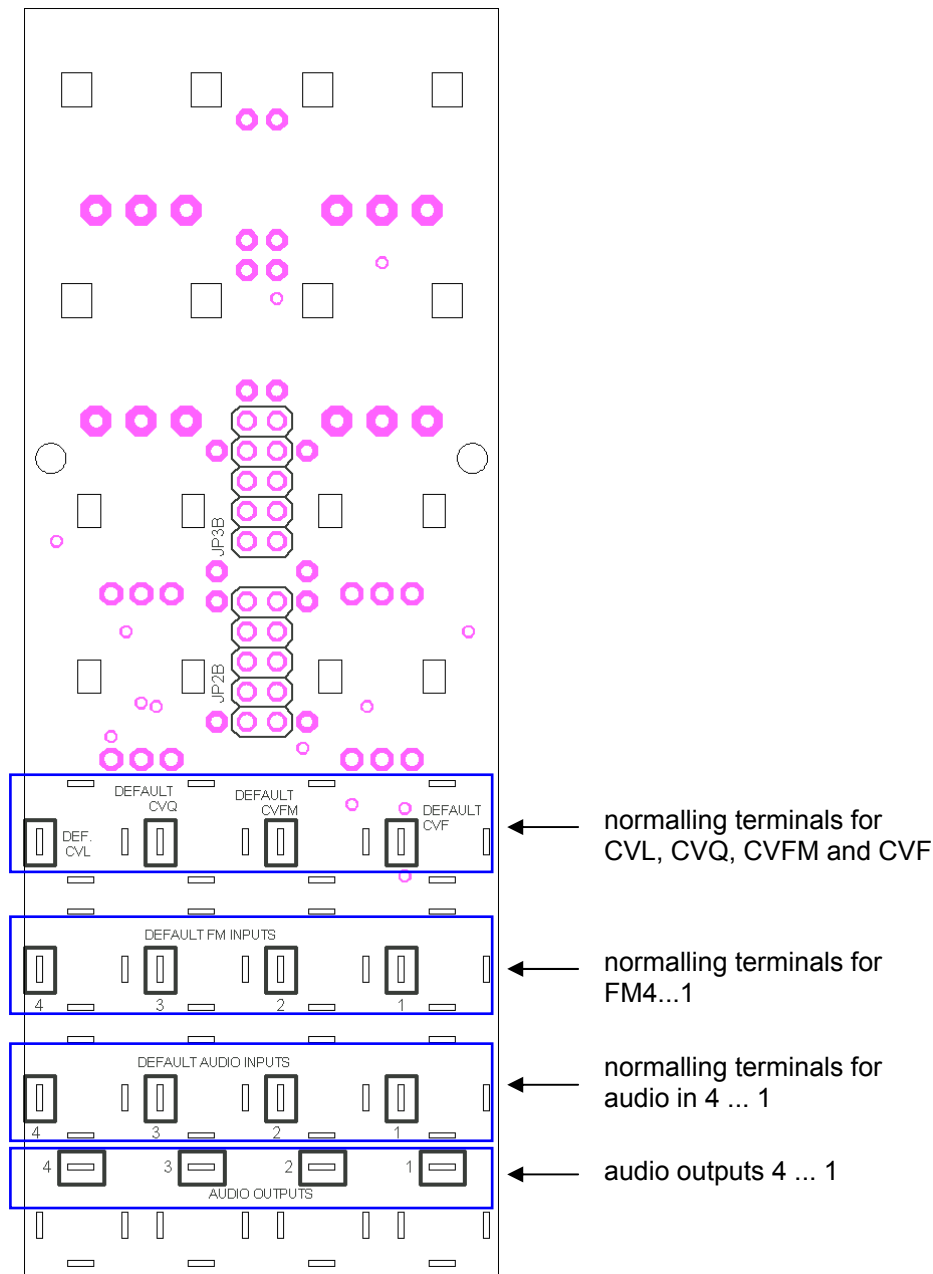 JP3B
JP2B
DEFAULT
CVQ
DEFAULT
CVFM
DEFAULT
CVF
DEF.
CVL
normalling terminals for
CVL, CVQ, CVFM and CVF
DEFAULT FM INPUTS
4 3 2 1
normalling terminals for
FM4...1
DEFAULT AUDIO INPUTS
4 3 2 1
normalling terminals for
audio in 4 ... 1
4 3 2 1
AUDIO OUTPUTS
audio outputs 4 ... 1